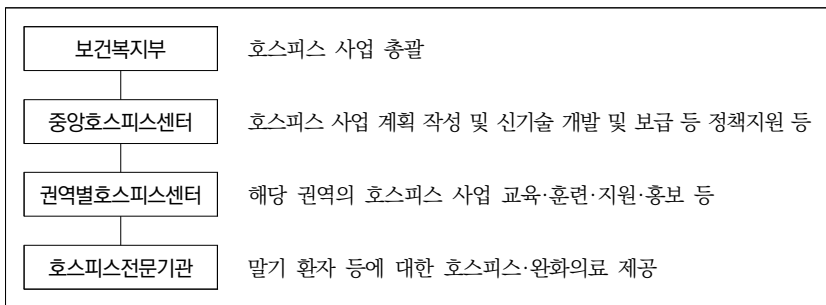 보건복지부 호스피스 사업 총괄
중앙호스피스센터 호스피스 사업 계획 작성 및 신기술 개발 및 보급 등 정책지원 등
권역별호스피스센터 해당 권역의 호스피스 사업 교육·훈련·지원·홍보 등
호스피스전문기관 말기 환자 등에 대한 호스피스·완화의료 제공